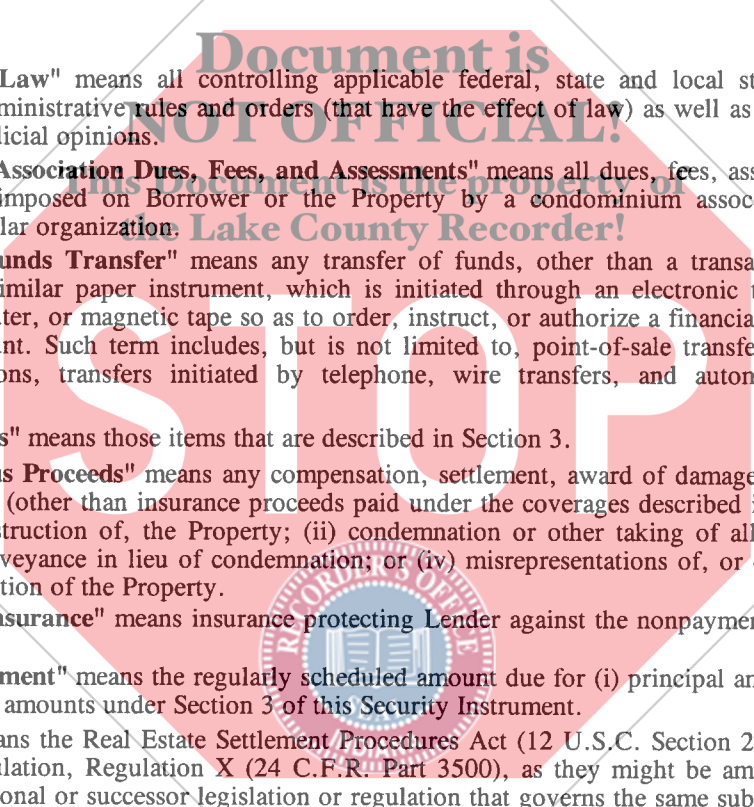 Document is
Law" means all controlling applicable federal, state and local st
ministrative rules and orders (that have the effect of law) as well as
NOT OFFICIAL!
dicial opinions.
Association Dues, Fees, and Assessments" means all dues, fees, ass
This Document is the property of
imposed on Borrower or the Property by a condominium assoc
lar organization.
the Lake County Recorder!
unds Transfer" means any transfer of funds, other than a transa
imilar paper instrument, which is initiated through an electronic t
ter, or magnetic tape so as to order, instruct, or authorize a financia
nt. Such term includes, but is not limited to, point-of-sale transfe
ons, transfers initiated by telephone, wire transfers, and autom
STOP
s" means those items that are described in Section 3.
s Proceeds" means any compensation, settlement, award of damage
(other than insurance proceeds paid under the coverages described i
struction of, the Property; (ii) condemnation or other taking of all
veyance in lieu of condemnation; or (iv) misrepresentations of, or
tion of the Property.
RECORDER'S OFFICE
nsurance" means insurance protecting Lender against the nonpaymen
ment" means the regularly scheduled amount due for (i) principal an
amounts under Section 3 of this Security Instrument.
SEAL
ans the Real Estate Settlement Procedures Act (12 U.S.C. Section 2
ulation, Regulation X (24 C.F.R. Part 3500), as they might be am
ional or successor legislation or regulation that governs the same sub